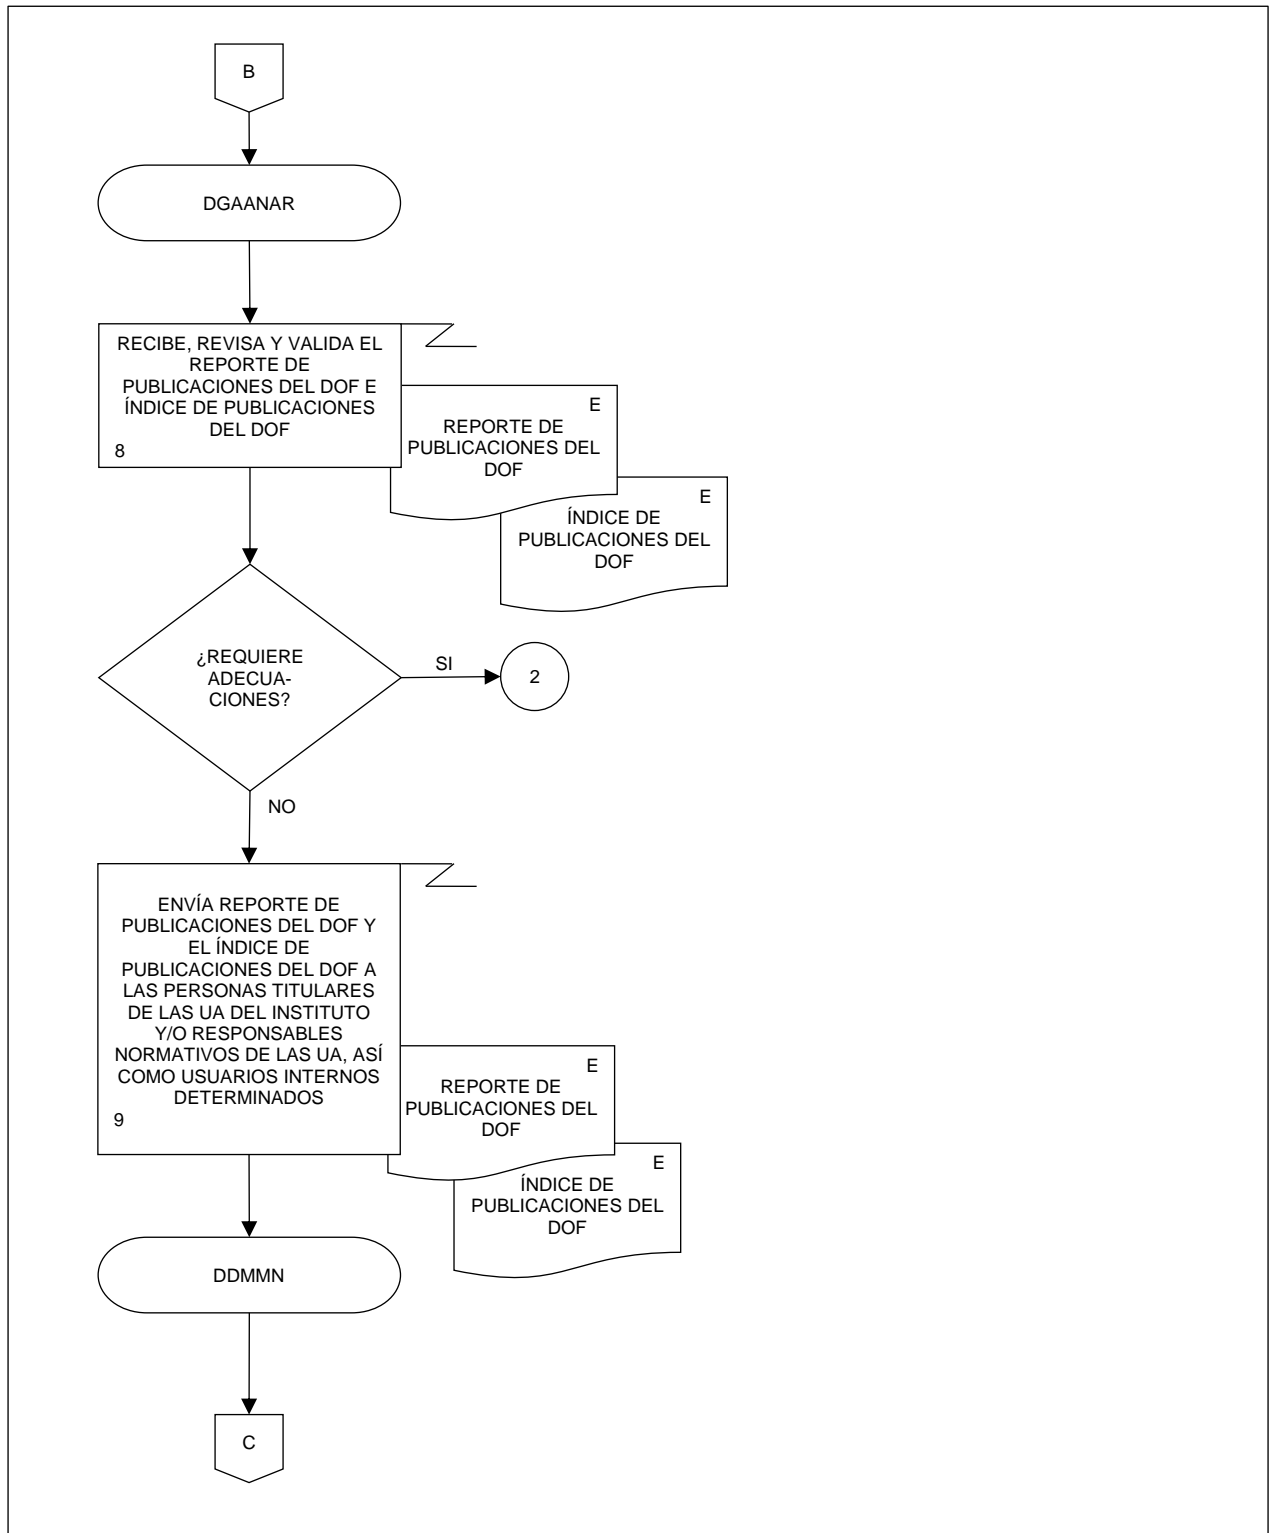 B
DGAANAR
RECIBE, REVISA Y VALIDA EL
REPORTE DE
PUBLICACIONES DEL DOF E
ÍNDICE DE PUBLICACIONES
DEL DOF
8
E
REPORTE DE
PUBLICACIONES DEL
DOF
E
ÍNDICE DE
PUBLICACIONES DEL
DOF
¿REQUIERE
ADECUA-
CIONES?
SI
2
NO
ENVÍA REPORTE DE
PUBLICACIONES DEL DOF Y
EL ÍNDICE DE
PUBLICACIONES DEL DOF A
LAS PERSONAS TITULARES
DE LAS UA DEL INSTITUTO
Y/O RESPONSABLES
NORMATIVOS DE LAS UA, ASÍ
COMO USUARIOS INTERNOS
DETERMINADOS
9
E
REPORTE DE
PUBLICACIONES DEL
DOF
E
ÍNDICE DE
PUBLICACIONES DEL
DOF
DDMMN
C